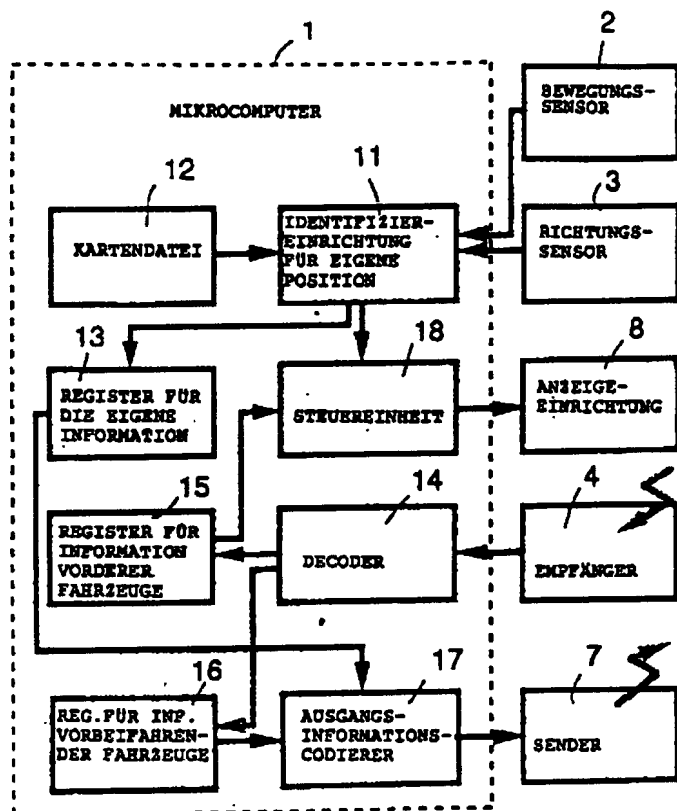 1
2
MIKROCOMPUTER
BEWEGUNGS-
SENSOR
12
11
3
KARTENDATEI
IDENTIFIZIER-
EINRICHTUNG
FÜR EIGENE
POSITION
RICHTUNGS-
SENSOR
13
18
8
REGISTER FÜR
DIE EIGENE
INFORMATION
STEUEREINHEIT
ANZEIGE-
EINRICHTUNG
15
14
4
REGISTER FÜR
INFORMATION
VORDERER
FAHRZEUGE
DECODER
EMPFÄNGER
16
17
7
REG.FÜR INF.
VORBEIFAHREN-
DER FAHRZEUGE
AUSGANGS-
INFORMATIONS-
CODIERER
SENDER